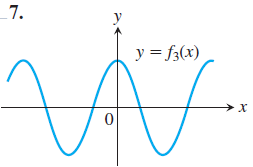 7.
y
y = f₃(x)
x
0